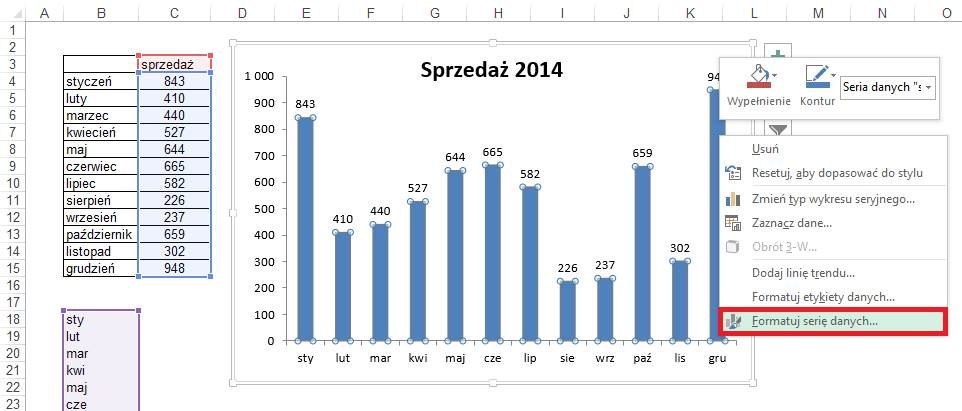 A B C D E F G H I J K L M N O
1
2
3 sprzedaż
4 styczeń 843
5 luty 410
6 marzec 440
7 kwiecień 527
8 maj 644
9 czerwiec 665
10 lipiec 582
11 sierpień 226
12 wrzesień 237
13 październik 659
14 listopad 302
15 grudzień 948
16
17
18 sty
19 lut
20 mar
21 kwi
22 maj
23 cze
Sprzedaż 2014
1 000
900
800
700
600
500
400
300
200
100
0
843 410 440 527 644 665 582 226 237 659 302 94
sty lut mar kwi maj cze lip sie wrz paź lis gru
Wypełnienie Kontur Seria danych "s
Usuń
Resetuj, aby dopasować do stylu
Zmień typ wykresu seryjnego...
Zaznacz dane...
Obrót 3-W...
Dodaj linię trendu...
Formatuj etykiety danych...
Formatuj serię danych...